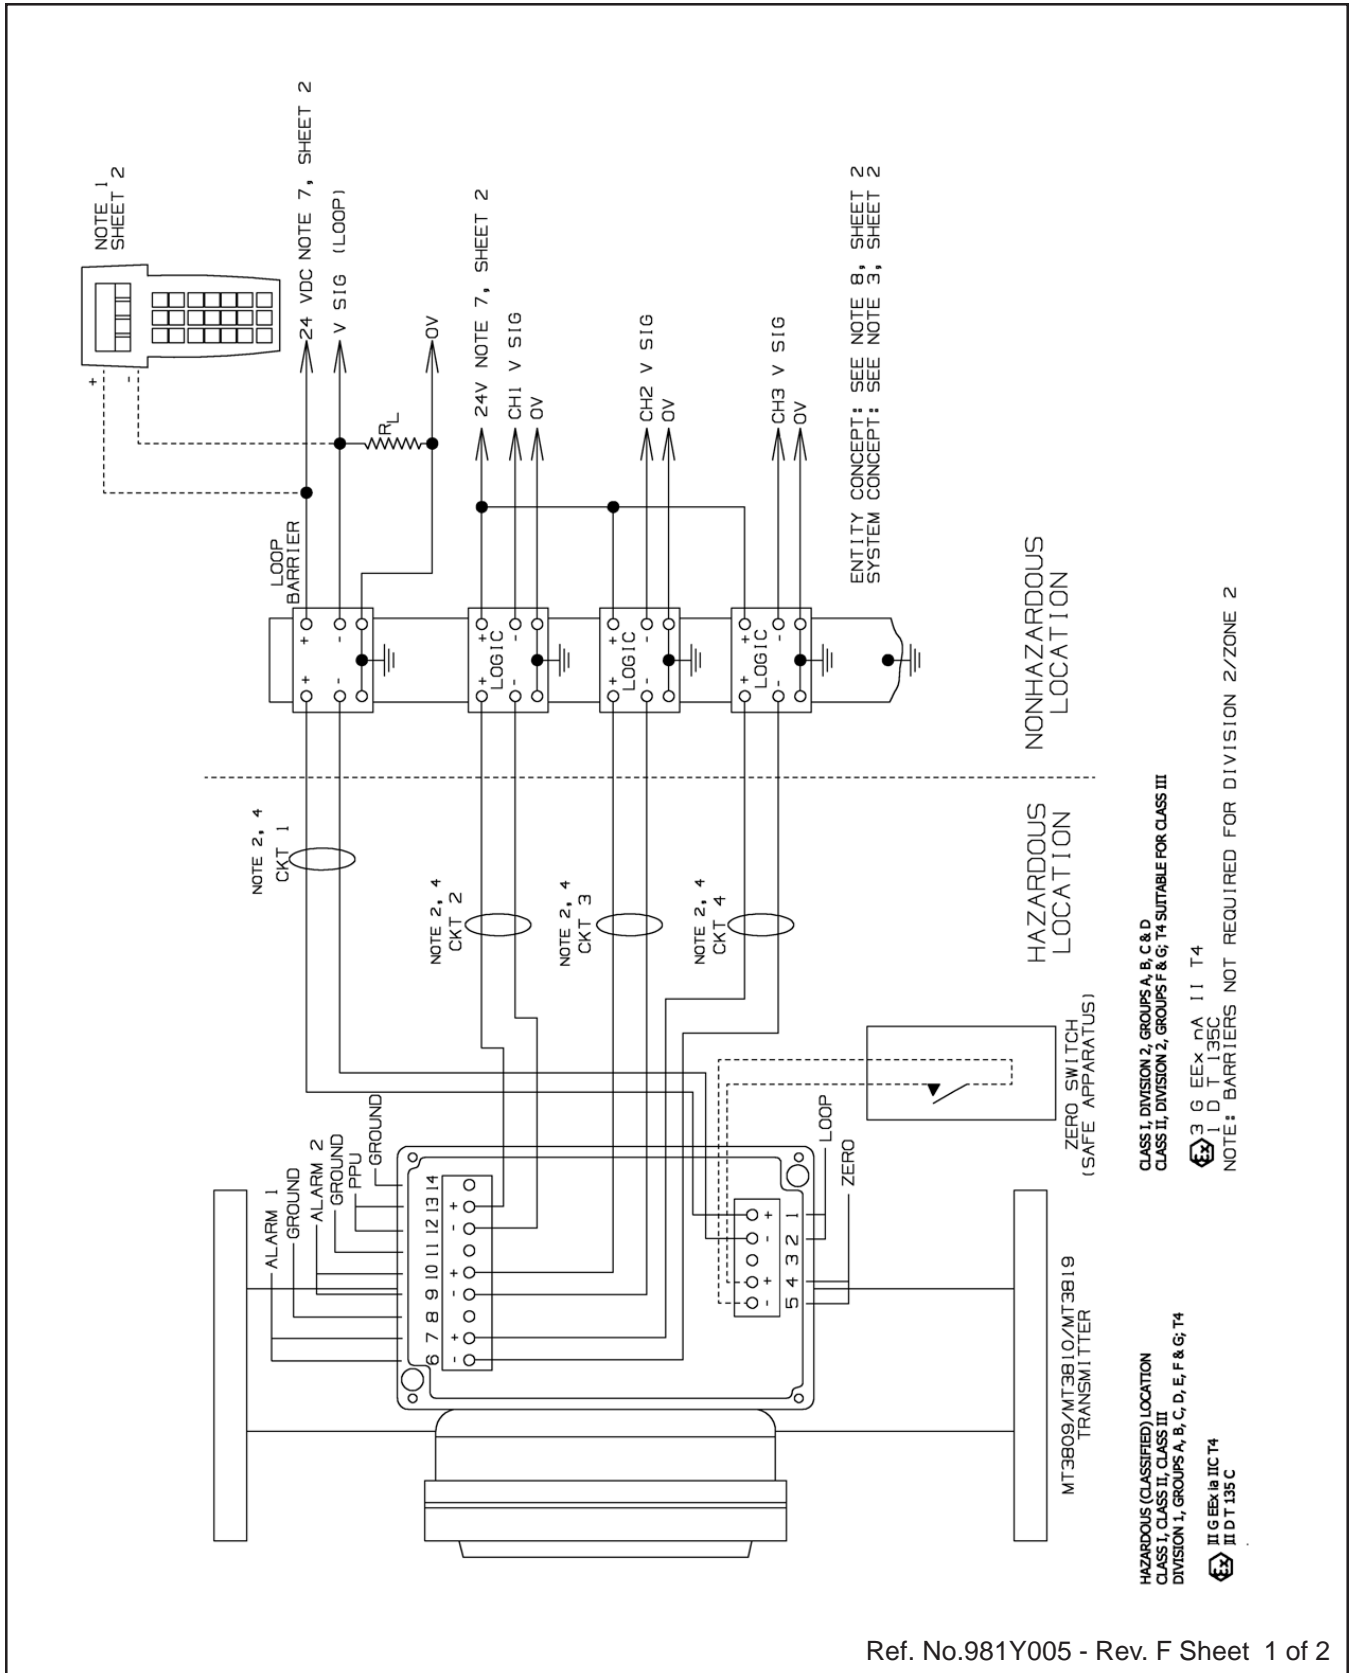 NOTE 1
SHEET 2
+
-
24 VDC NOTE 7, SHEET 2
V SIG (LOOP)
RL
0V
LOOP
BARRIER
+ +
- -
24V NOTE 7, SHEET 2
CH1 V SIG
0V
+ +
LOGIC
- -
CH2 V SIG
0V
+ +
LOGIC
- -
CH3 V SIG
0V
+ +
LOGIC
- -
ENTITY CONCEPT: SEE NOTE 8, SHEET 2
SYSTEM CONCEPT: SEE NOTE 3, SHEET 2
NONHAZARDOUS
LOCATION
HAZARDOUS
LOCATION
NOTE 2, 4
CKT 1
NOTE 2, 4
CKT 2
NOTE 2, 4
CKT 3
NOTE 2, 4
CKT 4
ALARM 1
GROUND
ALARM 2
GROUND
PPU
GROUND
6 7 8 9 10 11 12 13 14
- + - + - +
5 4 3 2 1
- + - +
LOOP
ZERO
ZERO SWITCH
(SAFE APPARATUS)
MT3809/MT3810/MT3819
TRANSMITTER
HAZARDOUS (CLASSIFIED) LOCATION
CLASS I, CLASS II, CLASS III
DIVISION 1, GROUPS A, B, C, D, E, F & G; T4
Ex II G EEx ia IIC T4
II D T 135 C
CLASS I, DIVISION 2, GROUPS A, B, C & D
CLASS II, DIVISION 2, GROUPS F & G; T4 SUITABLE FOR CLASS III
Ex 3 G EEx nA II T4
1 D T 135C
NOTE: BARRIERS NOT REQUIRED FOR DIVISION 2/ZONE 2
Ref. No.981Y005 - Rev. F Sheet 1 of 2